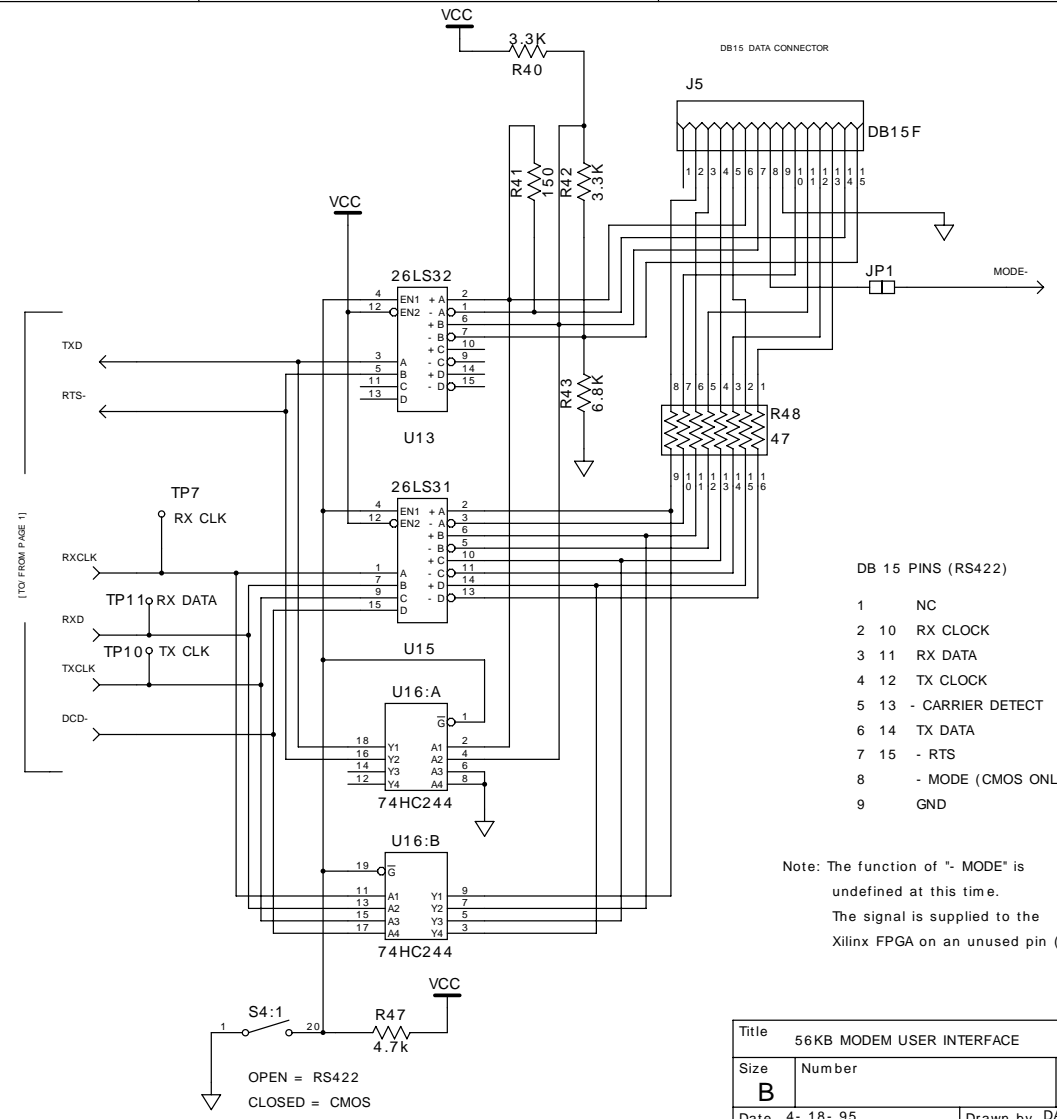 VCC
3.3K
R40
DB15 DATA CONNECTOR
J5
DB15F
1 2 3 4 5 6 7 8 9 10 11 12 13 14 15
R41
150
R42
3.3K
VCC
26LS32
4 EN1 + A 2
12 EN2 - A 1
+ B 6
- B 7
+ C 10
3 A - C 9
5 B + D 14
11 C - D 15
13 D
U13
JP1
MODE-
TXD
RTS-
R43
6.8K
8 7 6 5 4 3 2 1
R48
47
9 10 11 12 13 14 15 16
26LS31
4 EN1 + A 2
12 EN2 - A 3
+ B 6
- B 5
+ C 10
1 A - C 11
7 B + D 14
9 C - D 13
15 D
U15
TP7
RX CLK
[TO/ FROM PAGE 1]
RXCLK
TP11 RX DATA
RXD
TP10 TX CLK
TXCLK
DCD-
U16:A
G 1
18 Y1 A1 2
16 Y2 A2 4
14 Y3 A3 6
12 Y4 A4 8
74HC244
U16:B
19 G
11 A1 Y1 9
13 A2 Y2 7
15 A3 Y3 5
17 A4 Y4 3
74HC244
DB 15 PINS (RS422)
1 NC
2 10 RX CLOCK
3 11 RX DATA
4 12 TX CLOCK
5 13 - CARRIER DETECT
6 14 TX DATA
7 15 - RTS
8 - MODE (CMOS ONL
9 GND
Note: The function of "- MODE" is
undefined at this time.
The signal is supplied to the
Xilinx FPGA on an unused pin (
VCC
S4:1
1 20
R47
4.7k
OPEN = RS422
CLOSED = CMOS
Title
56KB MODEM USER INTERFACE
Size
B
Number
Date 4- 18- 95
Drawn by